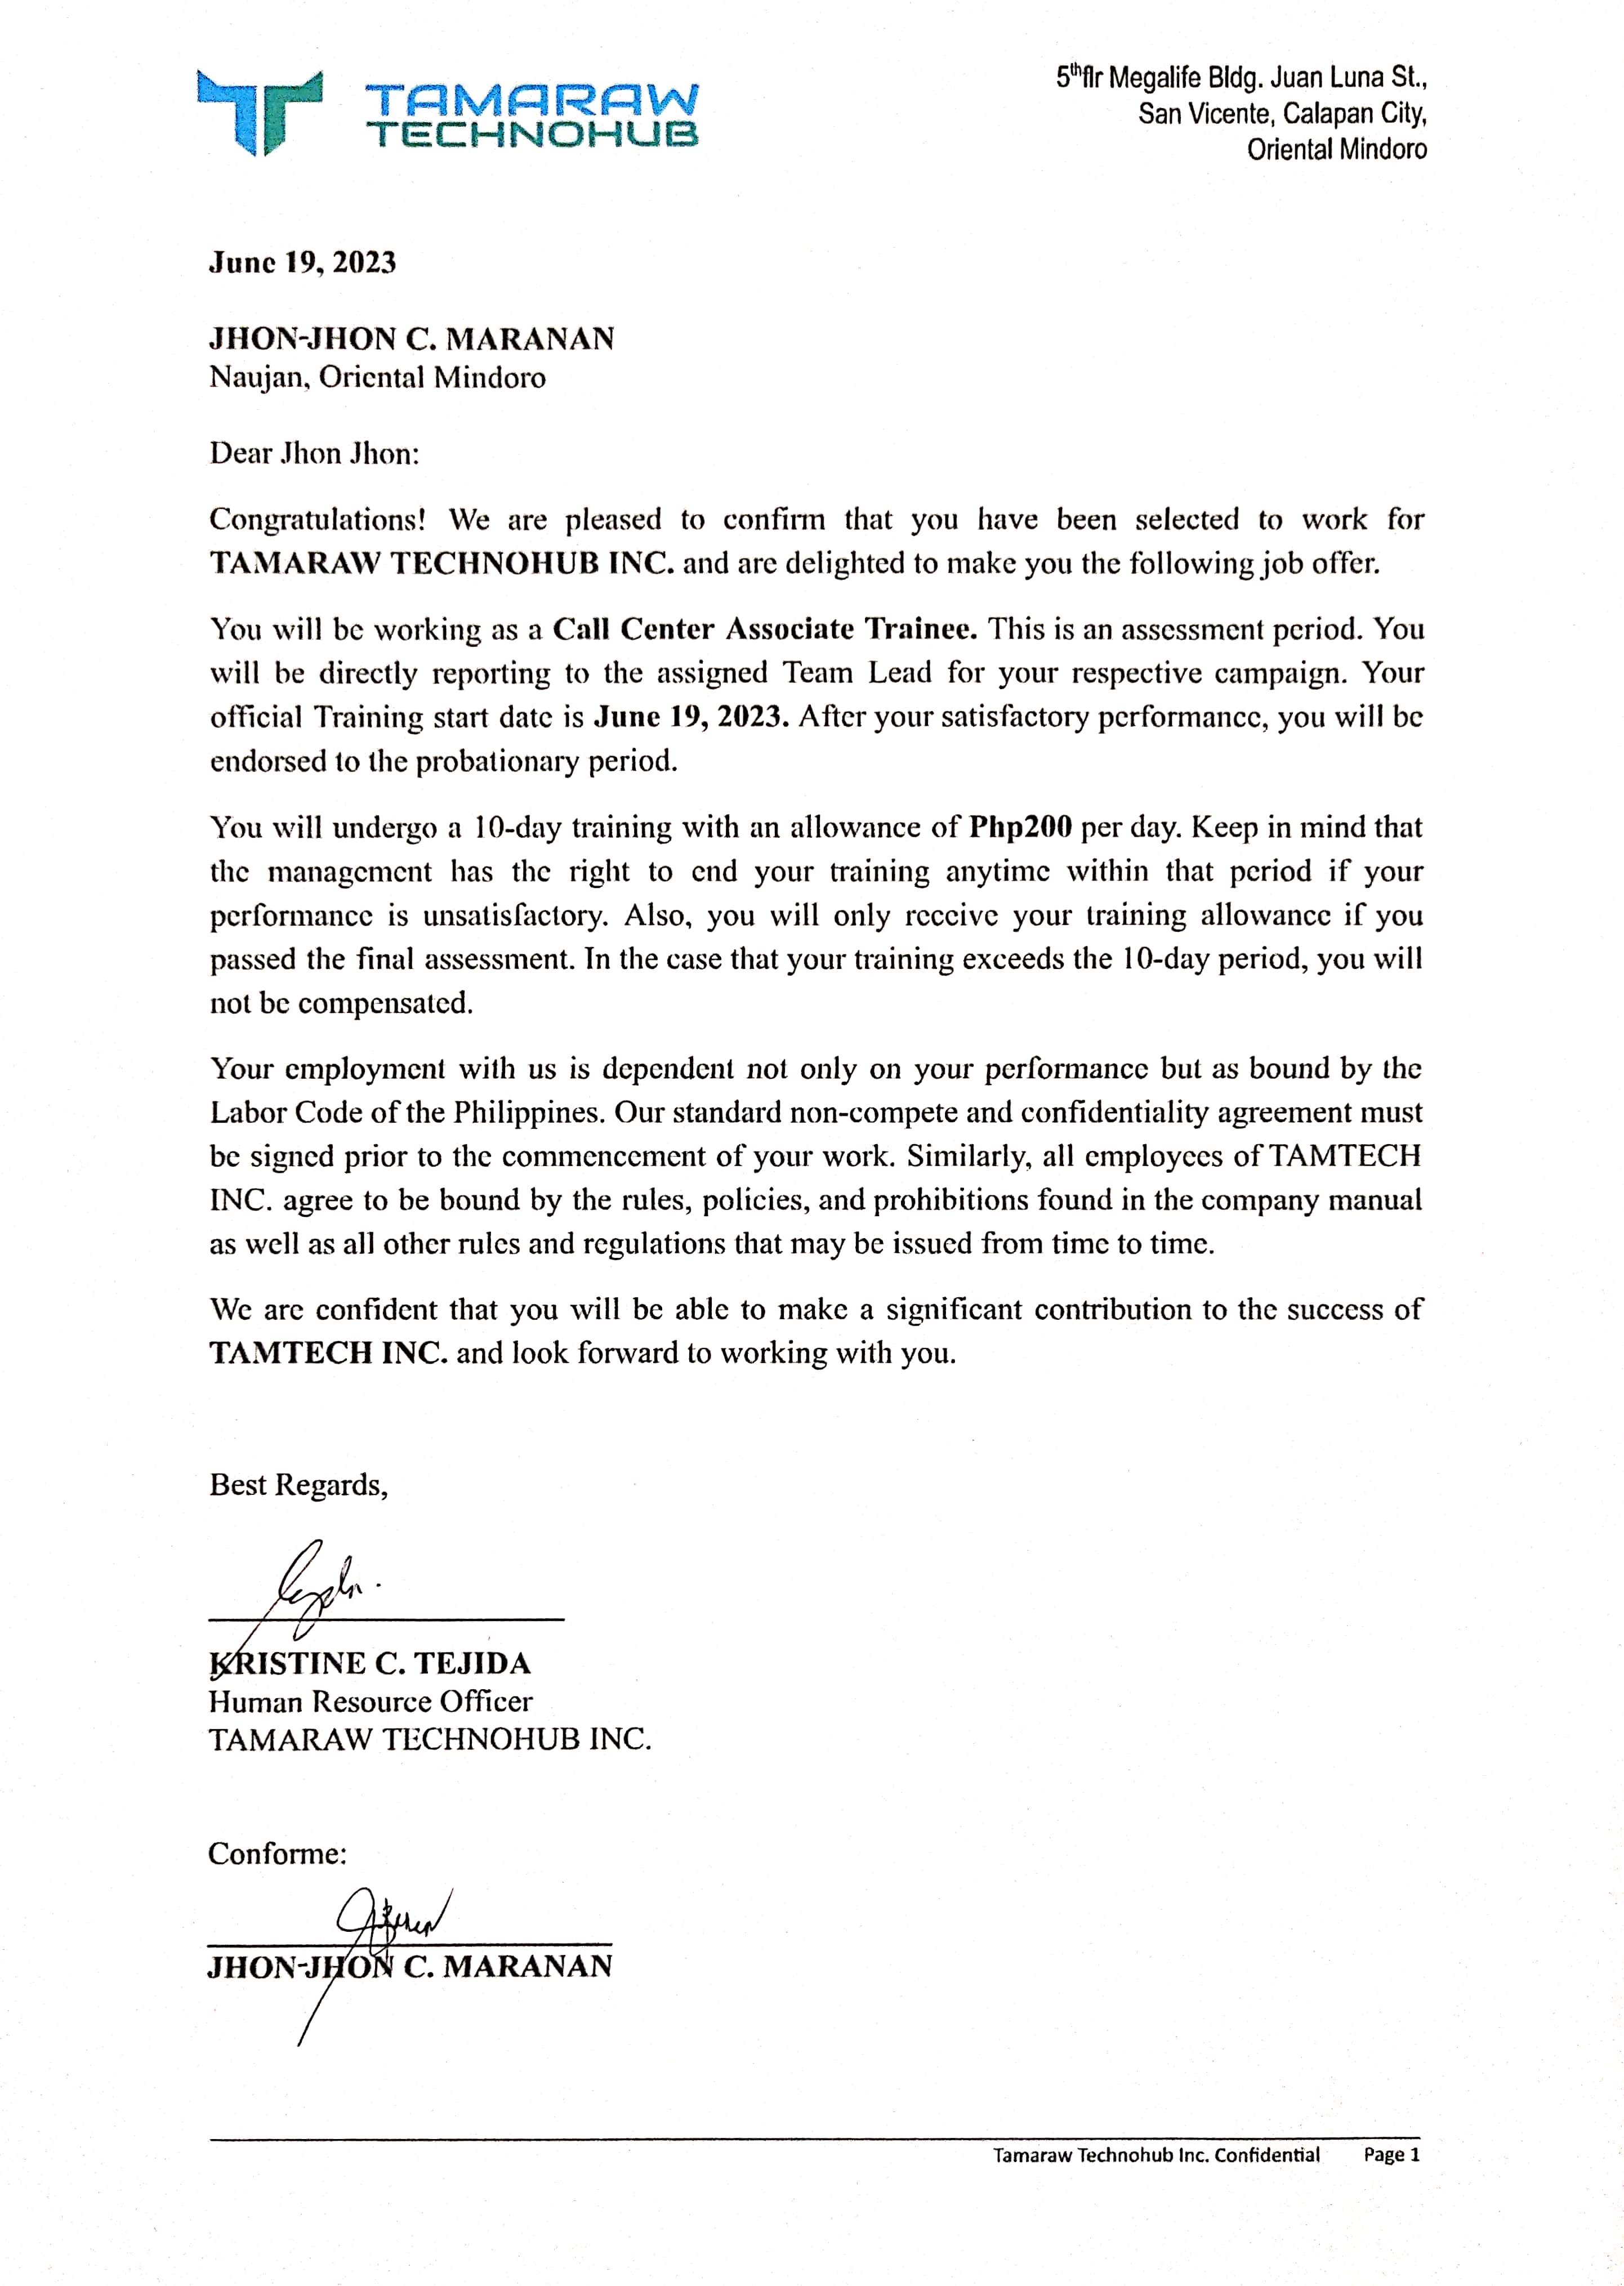 TAMARAW
TECHNOHUB
5thflr Megalife Bldg. Juan Luna St.,
San Vicente, Calapan City,
Oriental Mindoro
June 19, 2023
JHON-JHON C. MARANAN
Naujan, Oriental Mindoro
Dear Jhon Jhon:
Congratulations! We are pleased to confirm that you have been selected to work for
TAMARAW TECHNOHUB INC. and are delighted to make you the following job offer.
You will be working as a Call Center Associate Trainee. This is an assessment period. You
will be directly reporting to the assigned Team Lead for your respective campaign. Your
official Training start date is June 19, 2023. After your satisfactory performance, you will be
endorsed to the probationary period.
You will undergo a 10-day training with an allowance of Php200 per day. Keep in mind that
the management has the right to end your training anytime within that period if your
performance is unsatisfactory. Also, you will only receive your training allowance if you
passed the final assessment. In the case that your training exceeds the 10-day period, you will
not be compensated.
Your employment with us is dependent not only on your performance but as bound by the
Labor Code of the Philippines. Our standard non-compete and confidentiality agreement must
be signed prior to the commencement of your work. Similarly, all employees of TAMTECH
INC. agree to be bound by the rules, policies, and prohibitions found in the company manual
as well as all other rules and regulations that may be issued from time to time.
We are confident that you will be able to make a significant contribution to the success of
TAMTECH INC. and look forward to working with you.
Best Regards,
KRISTINE C. TEJIDA
Human Resource Officer
TAMARAW TECHNOHUB INC.
Conforme:
JHON-JHON C. MARANAN
Tamaraw Technohub Inc. Confidential Page 1